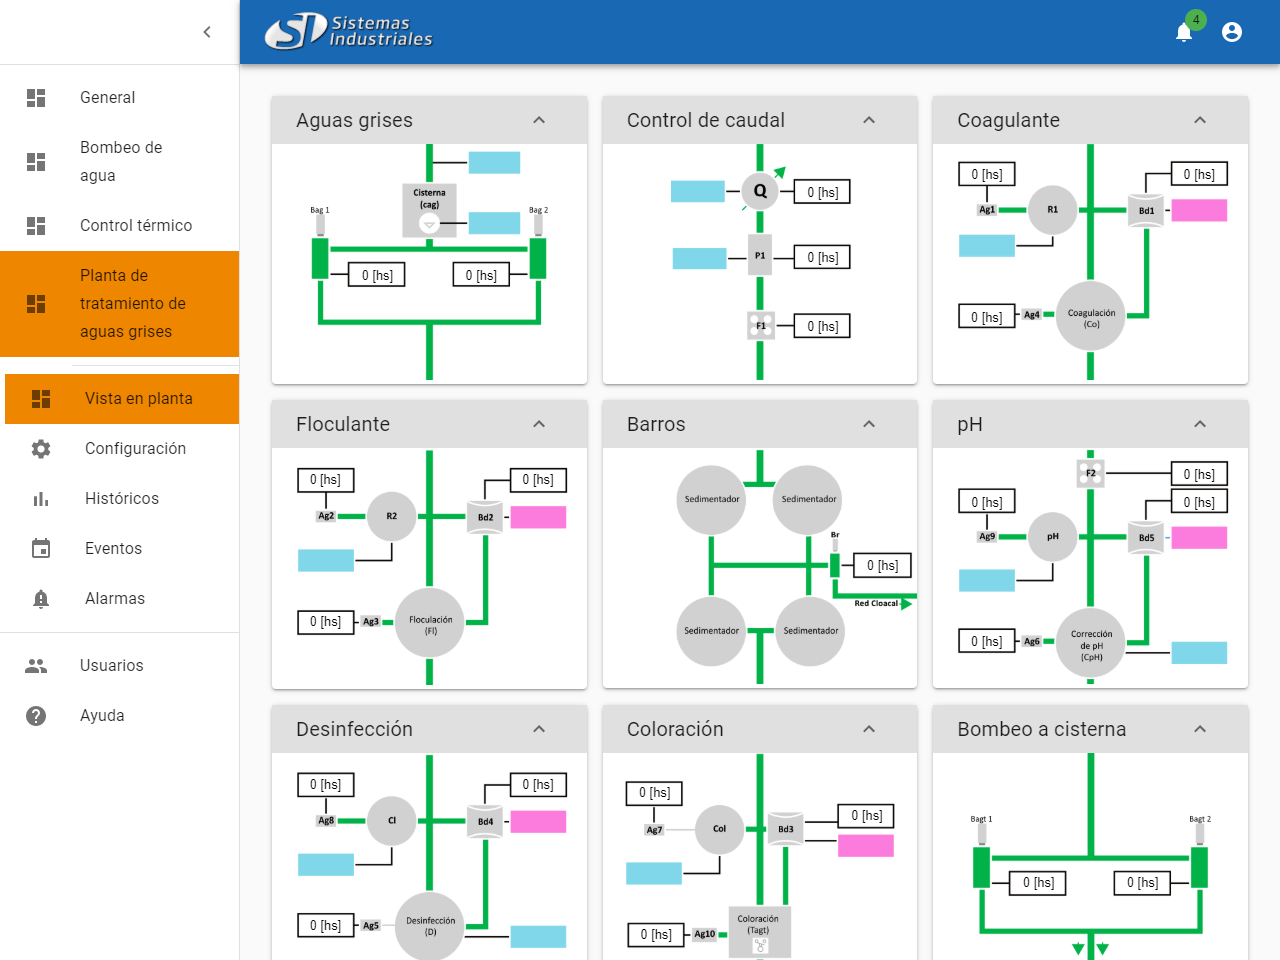 Sistemas
Industriales
4
General
Bombeo de
agua
Control térmico
Planta de
tratamiento de
aguas grises
Vista en planta
Configuración
Históricos
Eventos
Alarmas
Usuarios
Ayuda
Aguas grises
Cisterna
(cag)
Bag 1
Bag 2
0 [hs]
0 [hs]
Control de caudal
Q
0 [hs]
P1
0 [hs]
F1
0 [hs]
Coagulante
0 [hs]
0 [hs]
Ag1
R1
Bd1
0 [hs]
Ag4
Coagulación
(Co)
Floculante
0 [hs]
0 [hs]
Ag2
R2
Bd2
0 [hs]
Ag3
Floculación
(Fl)
Barros
Sedimentador
Sedimentador
Br
0 [hs]
Red Cloacal
Sedimentador
Sedimentador
pH
F2
0 [hs]
0 [hs]
0 [hs]
Ag9
pH
Bd5
0 [hs]
Ag6
Corrección
de pH
(CpH)
Desinfección
0 [hs]
0 [hs]
Ag8
Cl
Bd4
0 [hs]
Ag5
Desinfección
(D)
Coloración
0 [hs]
0 [hs]
Ag7
Col
Bd3
0 [hs]
Ag10
Coloración
(Tagt)
Bombeo a cisterna
Bagt 1
Bagt 2
0 [hs]
0 [hs]